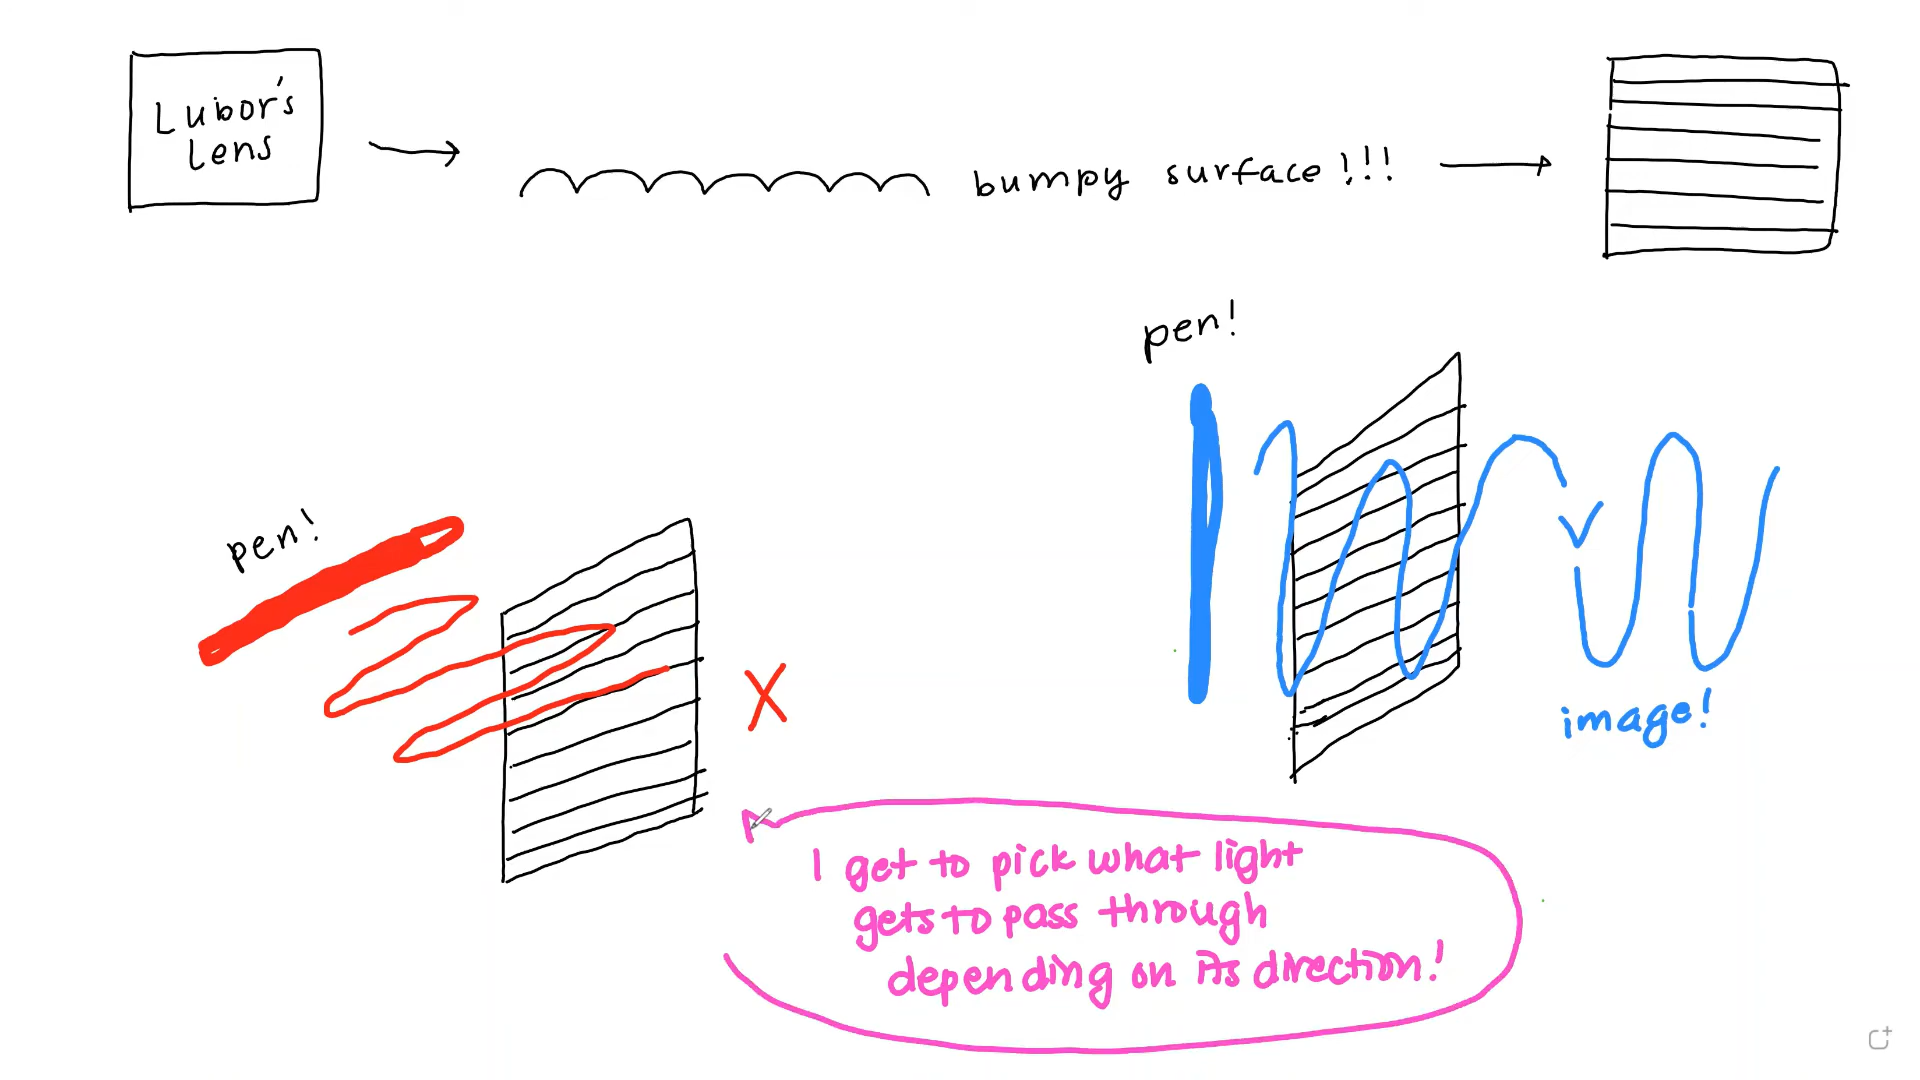 Lubor's
Lens
bumpy surface!!!
pen!
pen!
image!
I get to pick what light
gets to pass through
depending on its direction!